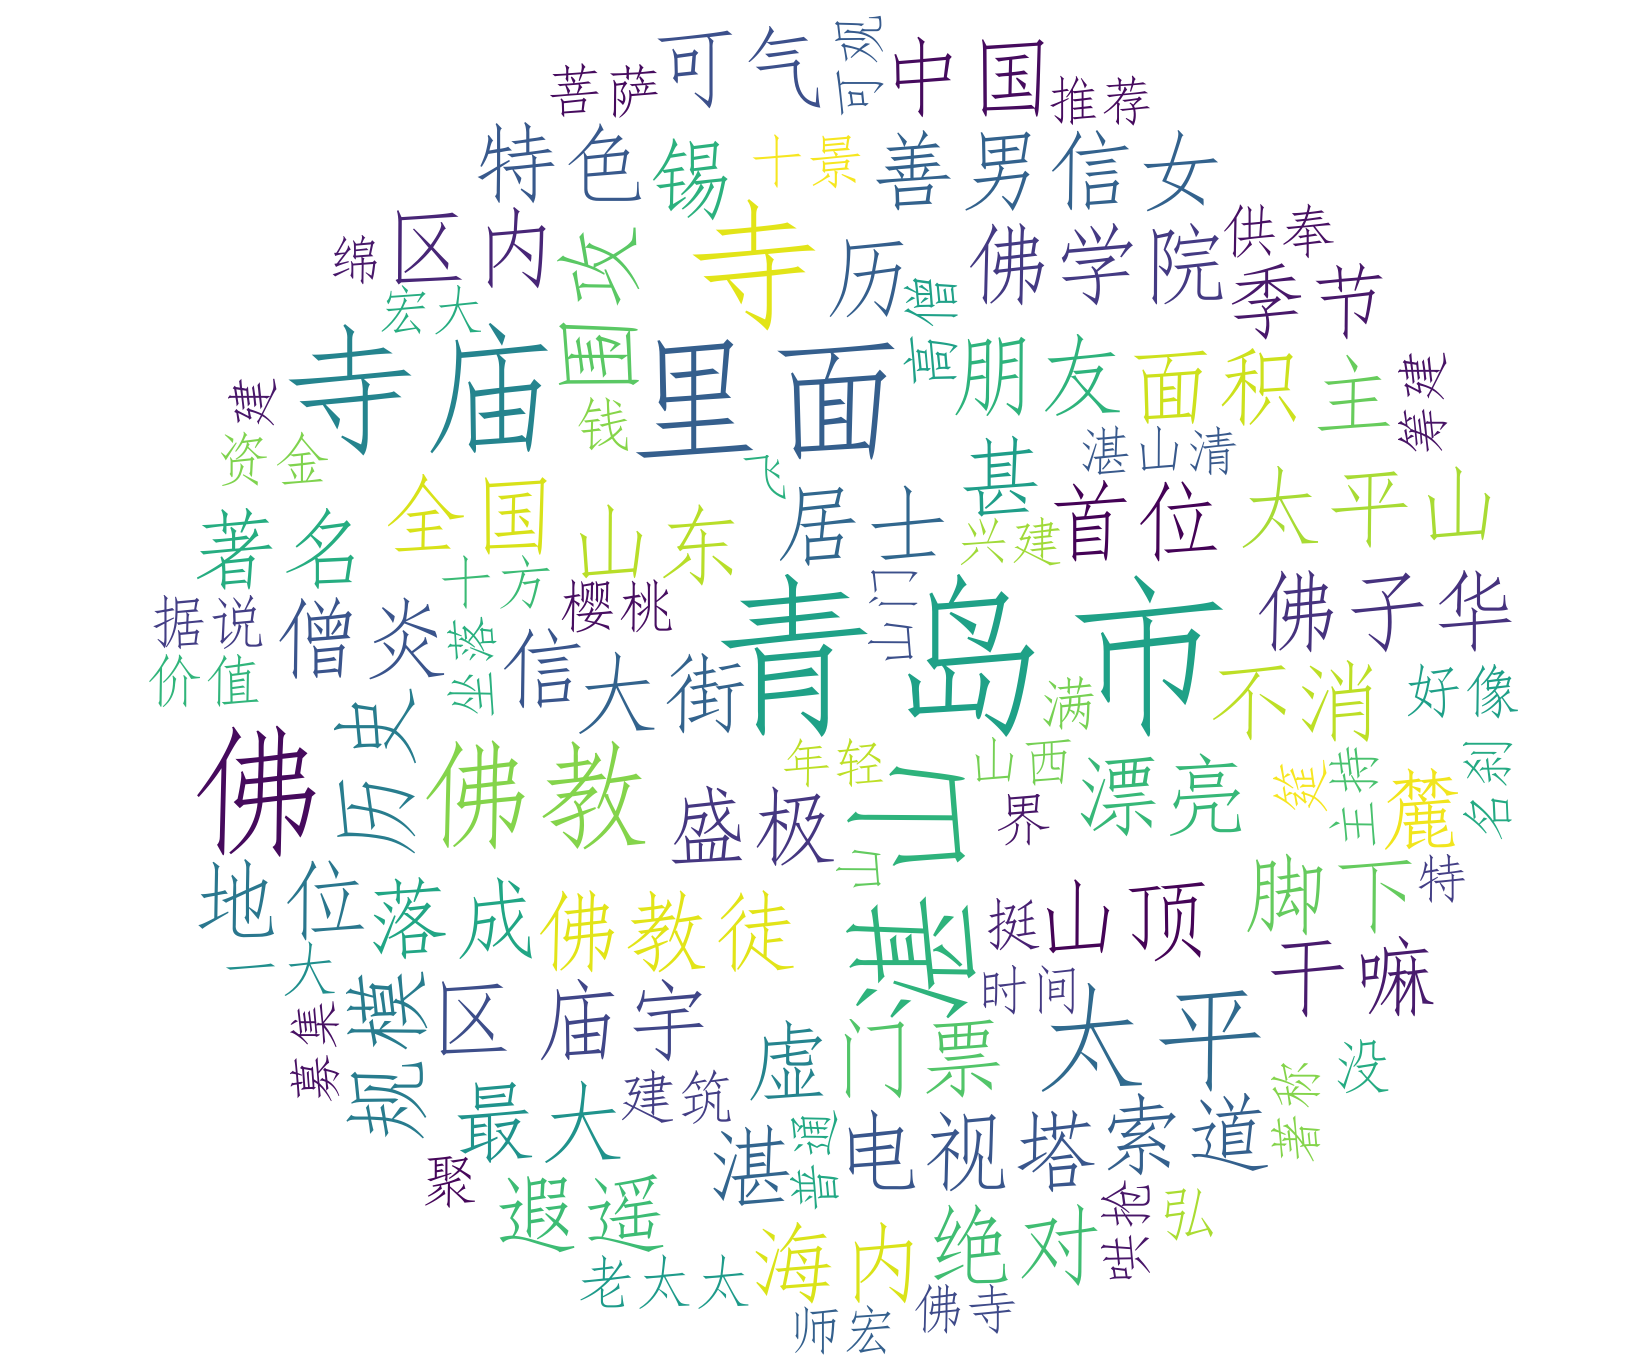 可气
可观
中国
菩萨
推荐
特色
锡
十景
善男信女
绵
区内
攻
围
寺
历
高僧
佛学院
供奉
季节
宏大
建
寺庙
里面
钱
朋友
面积
主
筹建
资金
飞
湛山清
甚
著名
全国
山东
居士
兴建
首位
太平山
十方
樱桃
据说
僧炎
坐落
信
大街
山门
青岛市
佛子华
价值
历史
满
不消
好像
佛
佛教
年轻
山西
盛极
湛山
界
漂亮
筵
主持
麓
名刹
山
地位
落成
佛教徒
挺
山顶
脚下
特
一大
规模
区
庙宇
时间
干嘛
募集
太平
虚
门票
没
著称
最大
建筑
湛
普通
电视塔
索道
聚
遐遥
海内
绝对
哄抢
弘
老太太
师宏
佛寺